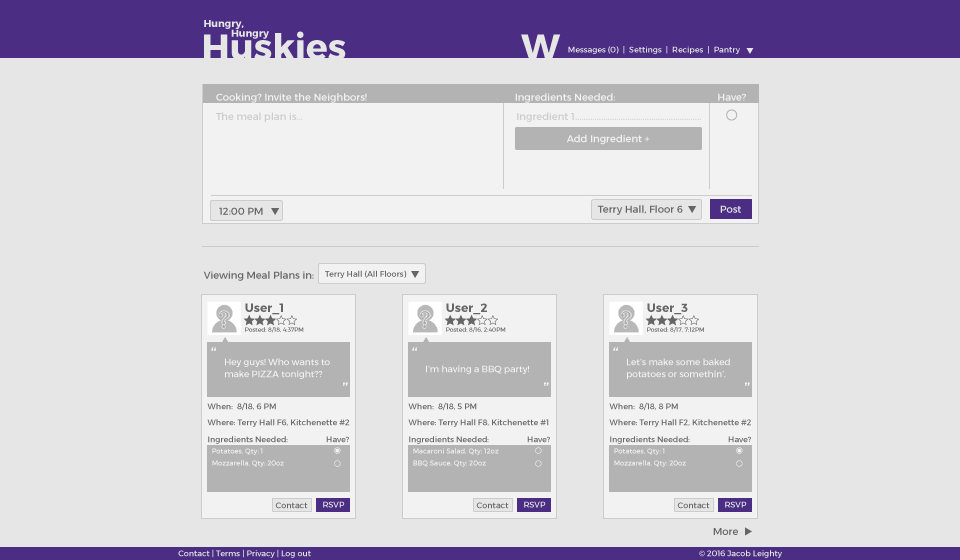 Hungry,
Hungry
Huskies
W
Messages (0) | Settings | Recipes | Pantry
Cooking? Invite the Neighbors!
Ingredients Needed:
Have?
The meal plan is...
Ingredient 1
Add Ingredient +
12:00 PM
Terry Hall, Floor 6
Post
Viewing Meal Plans in:
Terry Hall (All Floors)
User_1
Posted: 8/18, 4:37PM
“
Hey guys! Who wants to
make PIZZA tonight??
”
When: 8/18, 6 PM
Where: Terry Hall F6, Kitchenette #2
Ingredients Needed:
Have?
Potatoes, Qty: 1
Mozzarella, Qty: 20oz
Contact
RSVP
User_2
Posted: 8/16, 2:40PM
“
I'm having a BBQ party!
”
When: 8/18, 5 PM
Where: Terry Hall F8, Kitchenette #1
Ingredients Needed:
Have?
Macaroni Salad, Qty: 12oz
BBQ Sauce, Qty: 20oz
Contact
RSVP
User_3
Posted: 8/17, 7:12PM
“
Let's make some baked
potatoes or somethin'.
”
When: 8/18, 8 PM
Where: Terry Hall F2, Kitchenette #2
Ingredients Needed:
Have?
Potatoes, Qty: 1
Mozzarella, Qty: 20oz
Contact
RSVP
More
Contact | Terms | Privacy | Log out
© 2016 Jacob Leighty